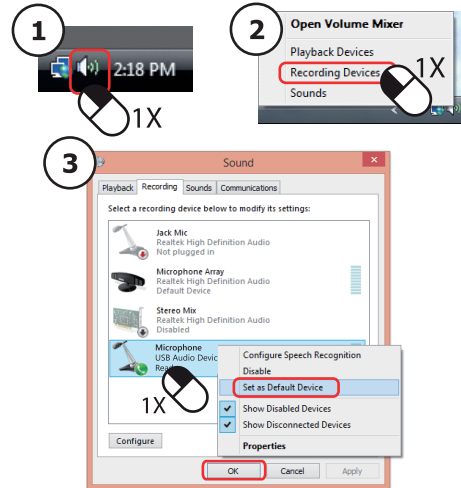 1
2:18 PM
1X
2
Open Volume Mixer
Playback Devices
Recording Devices
Sounds
1X
3
Sound
Playback Recording Sounds Communications
Select a recording device below to modify its settings:
Jack Mic
Realtek High Definition Audio
Not plugged in
Microphone Array
Realtek High Definition Audio
Default Device
Stereo Mix
Realtek High Definition Audio
Disabled
Microphone
USB Audio Devic
Configure Speech Recognition
Disable
Set as Default Device
1X
Show Disabled Devices
Show Disconnected Devices
Properties
Configure
OK Cancel Apply